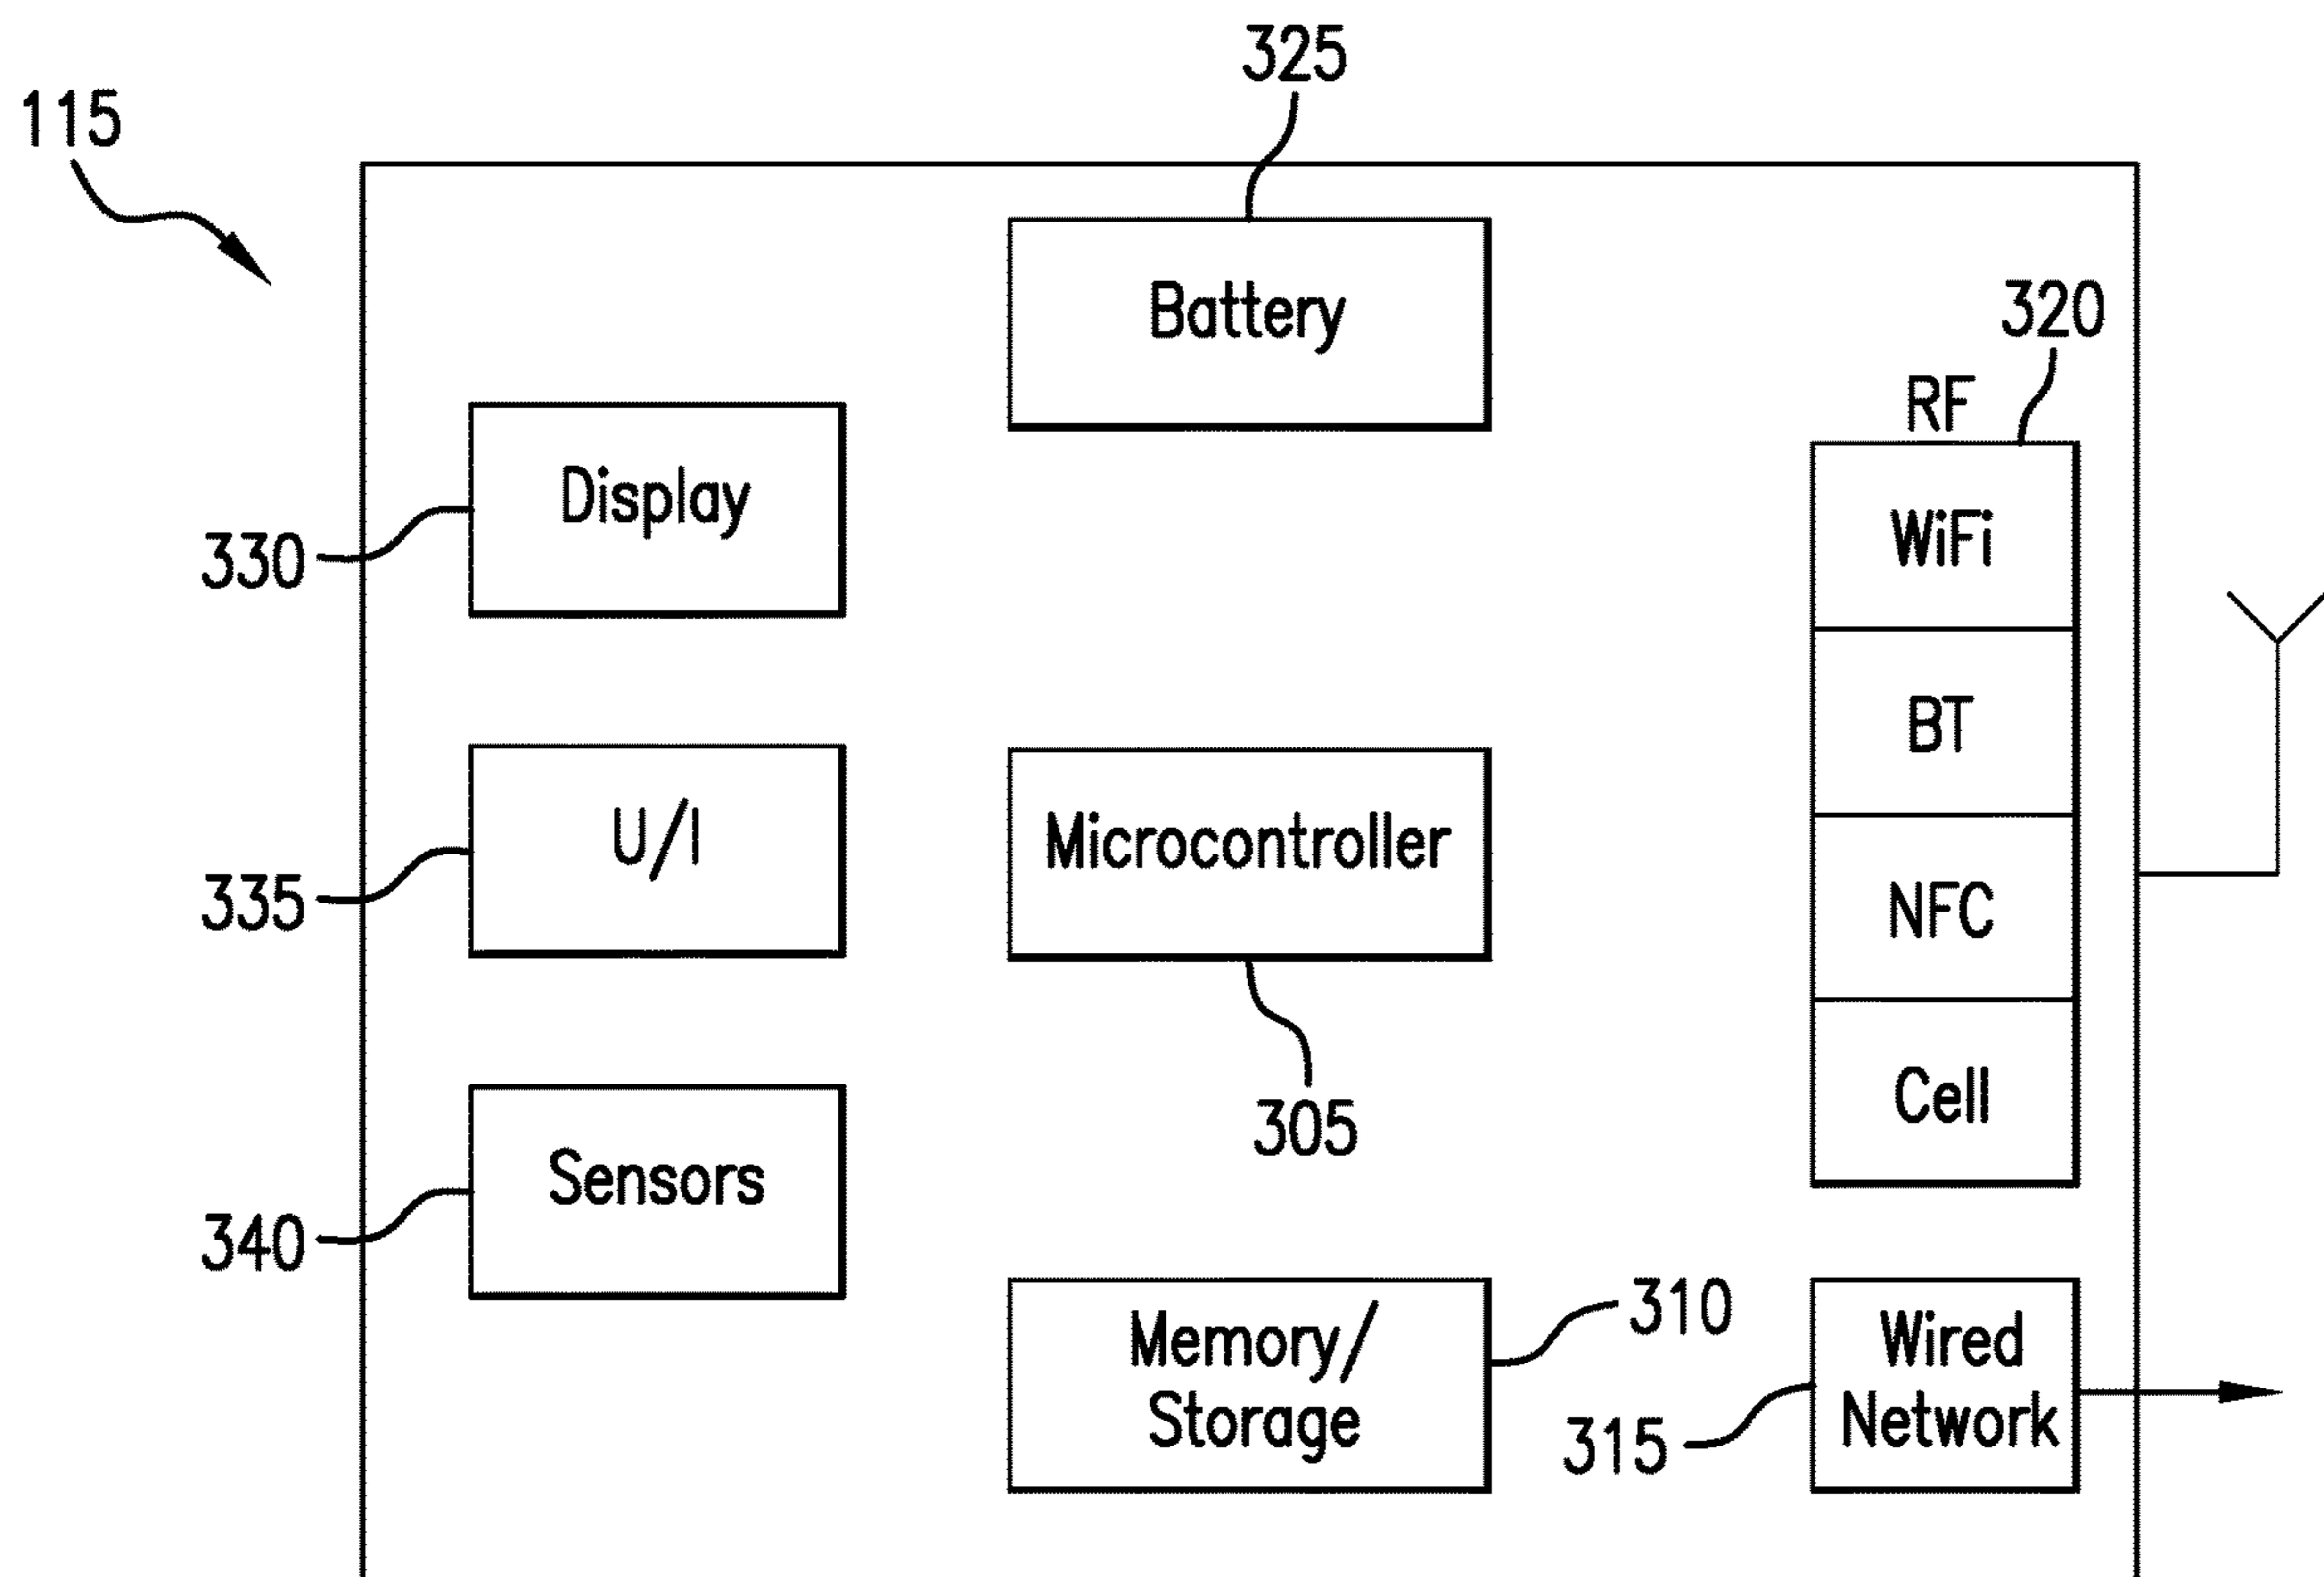 325
115
Battery
320
RF
Display
WiFi
330
BT
U/I
Microcontroller
335
NFC
Cell
305
Sensors
340
310
Memory/
Storage
Wired
Network
315